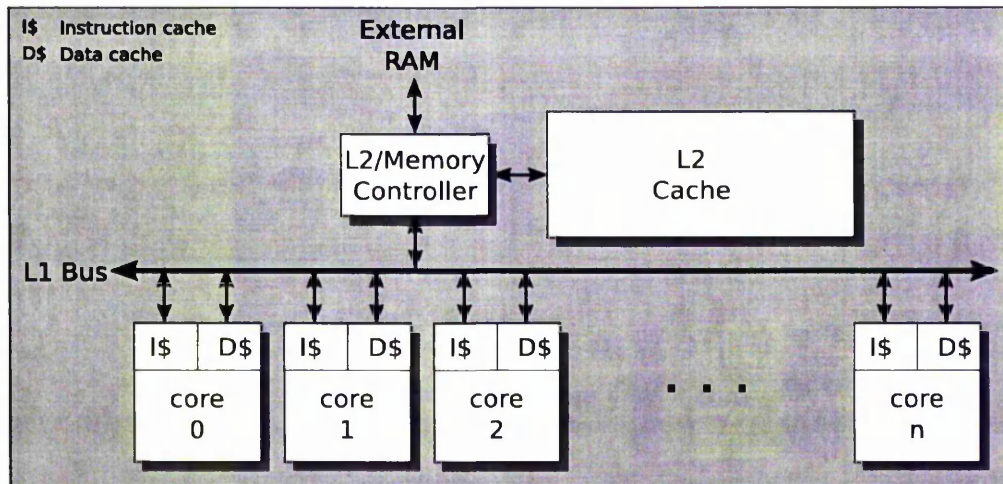 I$ Instruction cache
D$ Data cache
External
RAM
L2/Memory
Controller
L2
Cache
L1 Bus
I$ D$
core
0
I$ D$
core
1
I$ D$
core
2
. . .
I$ D$
core
n